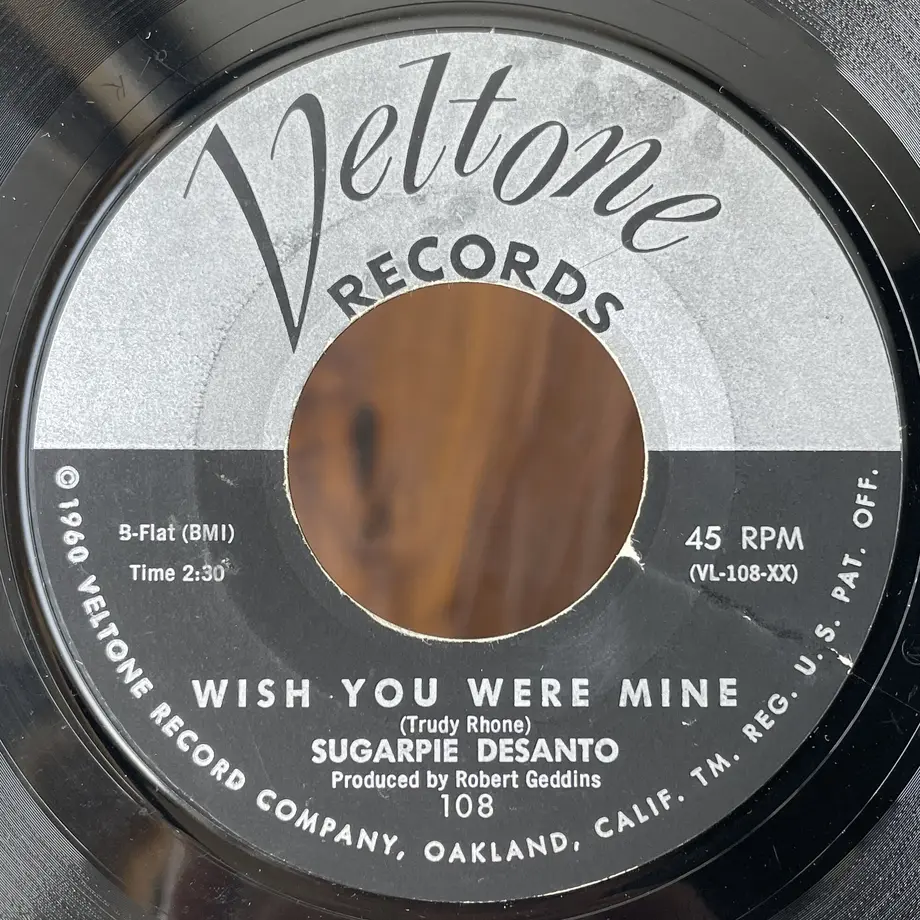 Veltone
RECORDS
B-Flat (BMI)
Time 2:30
45 RPM
(VL-108-XX)
WISH YOU WERE MINE
(Trudy Rhone)
SUGARPIE DESANTO
Produced by Robert Geddins
108
© 1960 VELTONE RECORD COMPANY, OAKLAND, CALIF. TM. REG. U. S. PAT. OFF.